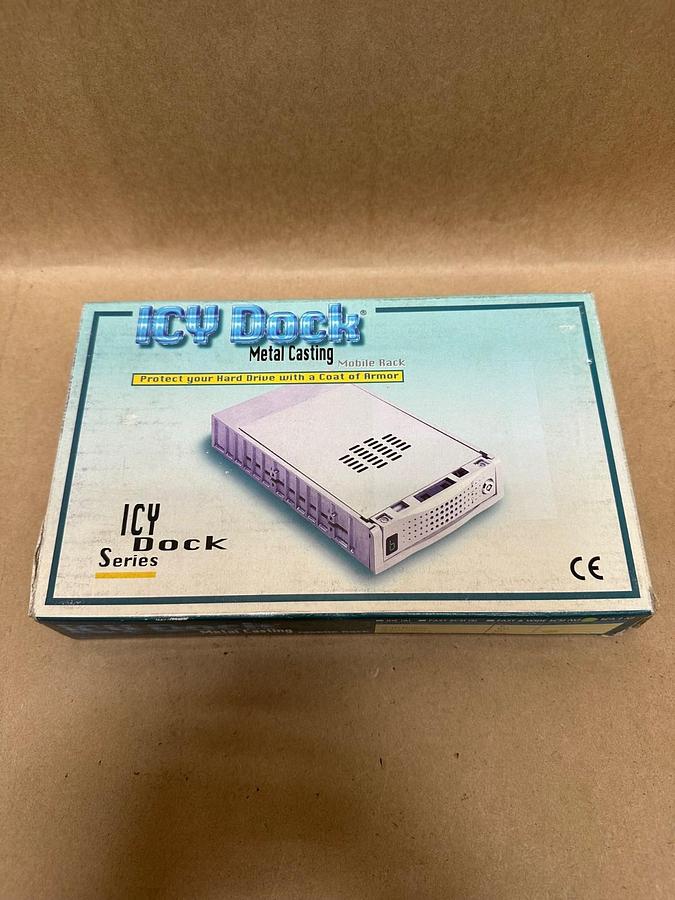 ICY Dock®
Metal Casting
Mobile Rack
Protect your Hard Drive with a Coat of Armor
ICY
Dock
Series
CE
Metal Casting